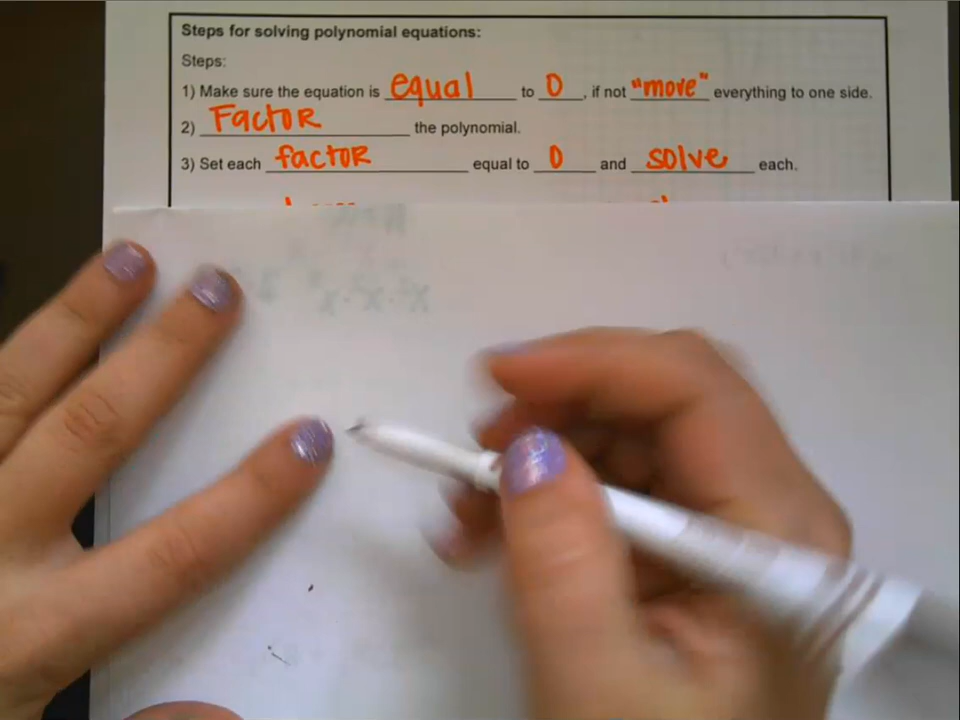 Steps for solving polynomial equations:
Steps:
1) Make sure the equation is equal to 0, if not "move" everything to one side.
2) Factor the polynomial.
3) Set each factor equal to 0 and solve each.